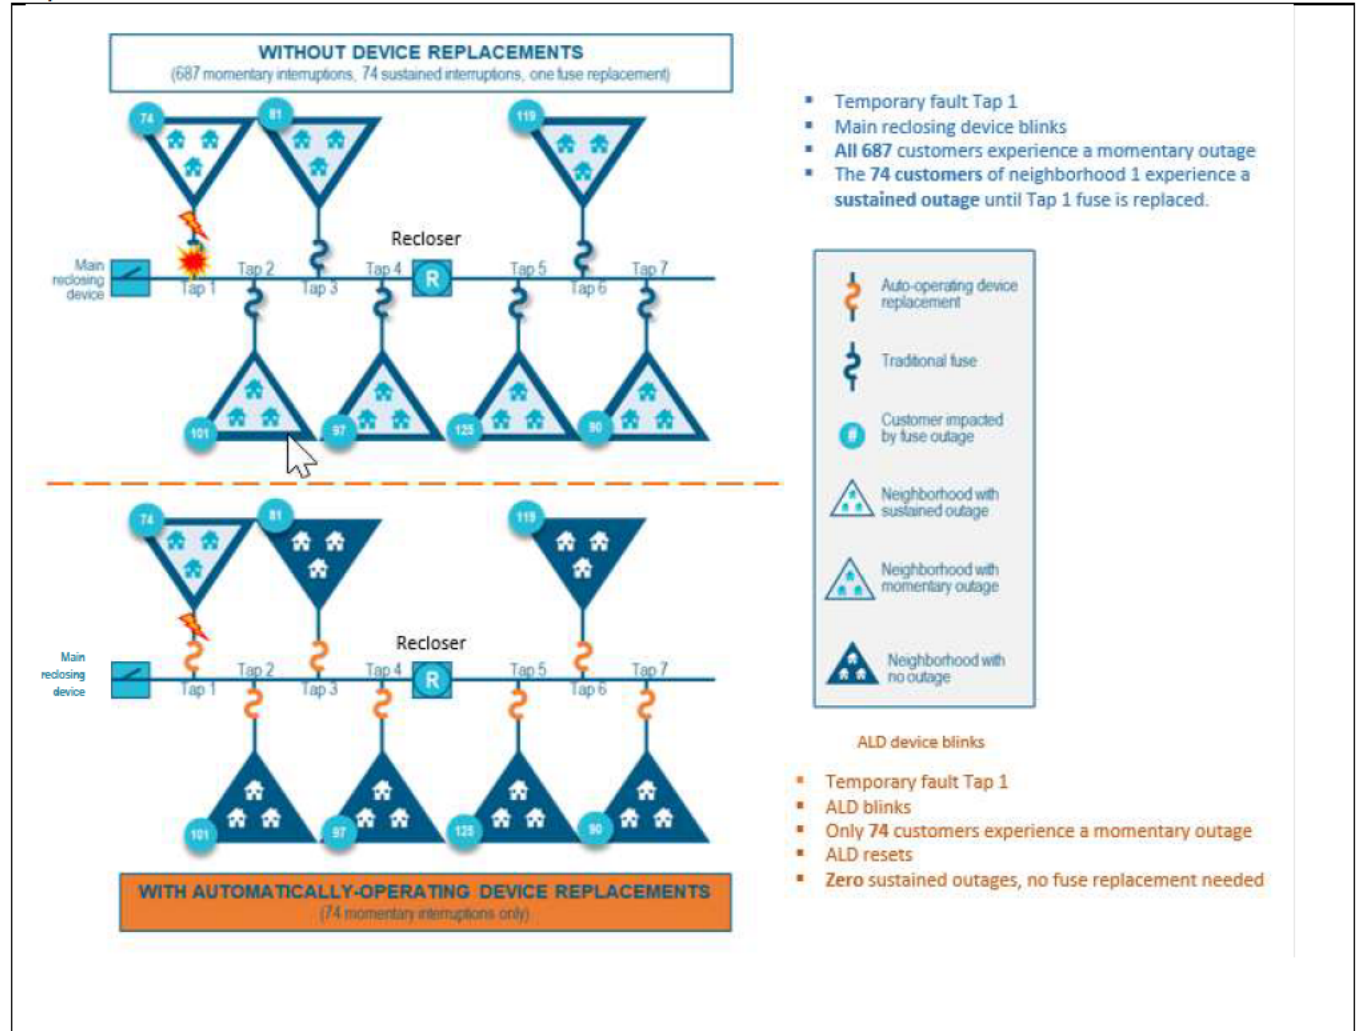 WITHOUT DEVICE REPLACEMENTS
(687 momentary interruptions, 74 sustained interruptions, one fuse replacement)
74
81
119
Recloser
Main
reclosing
device
Tap 1
Tap 2
Tap 3
Tap 4
R
Tap 5
Tap 6
Tap 7
101
97
125
90
▪ Temporary fault Tap 1
▪ Main reclosing device blinks
▪ All 687 customers experience a momentary outage
▪ The 74 customers of neighborhood 1 experience a
sustained outage until Tap 1 fuse is replaced.
Auto-operating device
replacement
Traditional fuse
#
Customer impacted
by fuse outage
Neighborhood with
sustained outage
Neighborhood with
momentary outage
Neighborhood with
no outage
74
81
119
Recloser
Main
reclosing
device
Tap 1
Tap 2
Tap 3
Tap 4
R
Tap 5
Tap 6
Tap 7
101
97
125
90
WITH AUTOMATICALLY-OPERATING DEVICE REPLACEMENTS
(74 momentary interruptions only)
ALD device blinks
▪ Temporary fault Tap 1
▪ ALD blinks
▪ Only 74 customers experience a momentary outage
▪ ALD resets
▪ Zero sustained outages, no fuse replacement needed